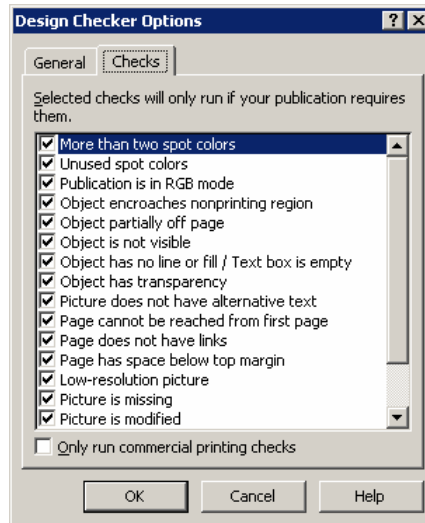 Design Checker Options
General
Checks
Selected checks will only run if your publication requires
them.
More than two spot colors
Unused spot colors
Publication is in RGB mode
Object encroaches nonprinting region
Object partially off page
Object is not visible
Object has no line or fill / Text box is empty
Object has transparency
Picture does not have alternative text
Page cannot be reached from first page
Page does not have links
Page has space below top margin
Low-resolution picture
Picture is missing
Picture is modified
Only run commercial printing checks
OK
Cancel
Help